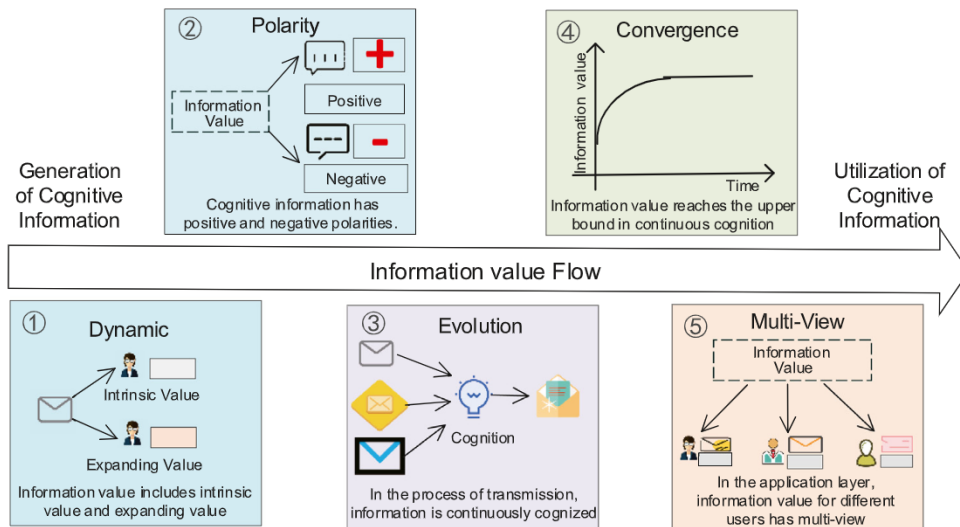 Generation
of Cognitive
Information
②
Polarity
Information
Value
+
Positive
-
Negative
Cognitive information has
positive and negative polarities.
④
Convergence
Information value
Time
Information value reaches the upper
bound in continuous cognition
Utilization of
Cognitive
Information
Information value Flow
①
Dynamic
Intrinsic Value
Expanding Value
Information value includes intrinsic
value and expanding value
③
Evolution
Cognition
In the process of transmission,
information is continuously cognized
⑤
Multi-View
Information
Value
In the application layer,
information value for different
users has multi-view